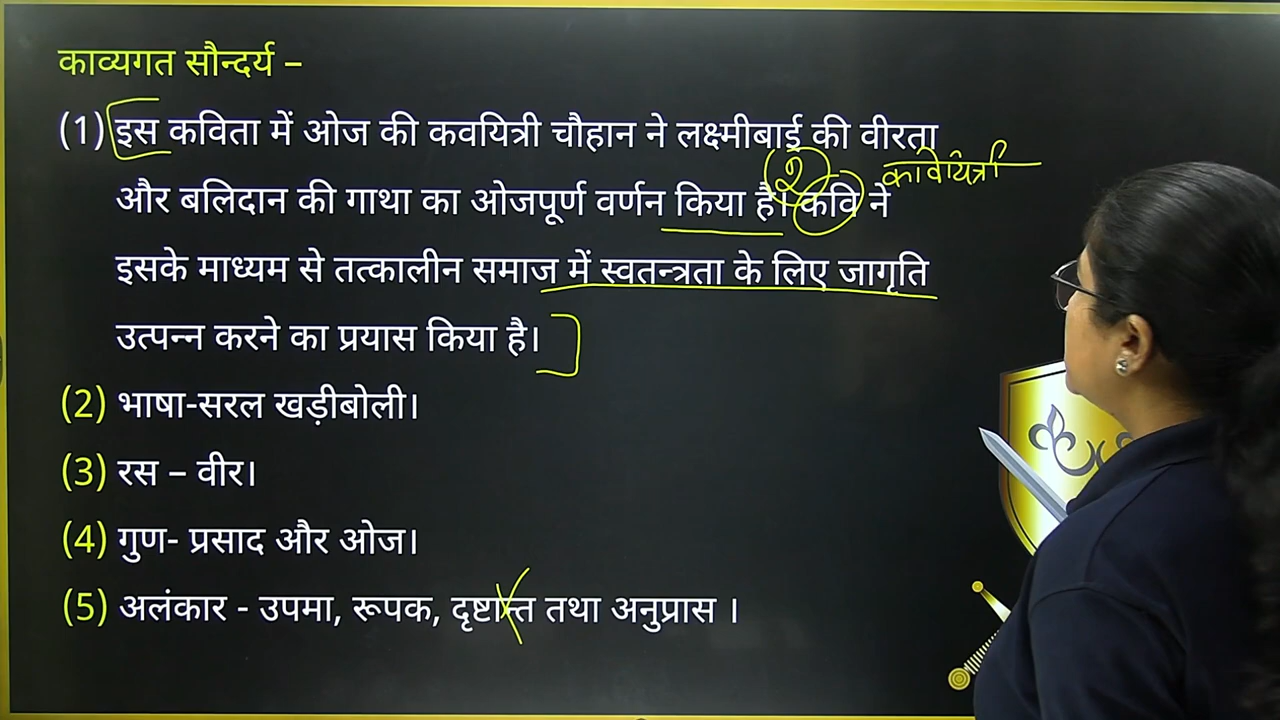 काव्यगत सौन्दर्य –
(1) इस कविता में ओज की कवयित्री चौहान ने लक्ष्मीबाई की वीरता
कवियित्री
और बलिदान की गाथा का ओजपूर्ण वर्णन किया है। कवि ने
इसके माध्यम से तत्कालीन समाज में स्वतन्त्रता के लिए जागृति
उत्पन्न करने का प्रयास किया है।
(2) भाषा-सरल खड़ीबोली।
(3) रस – वीर।
(4) गुण- प्रसाद और ओज।
(5) अलंकार - उपमा, रूपक, दृष्टान्त तथा अनुप्रास ।